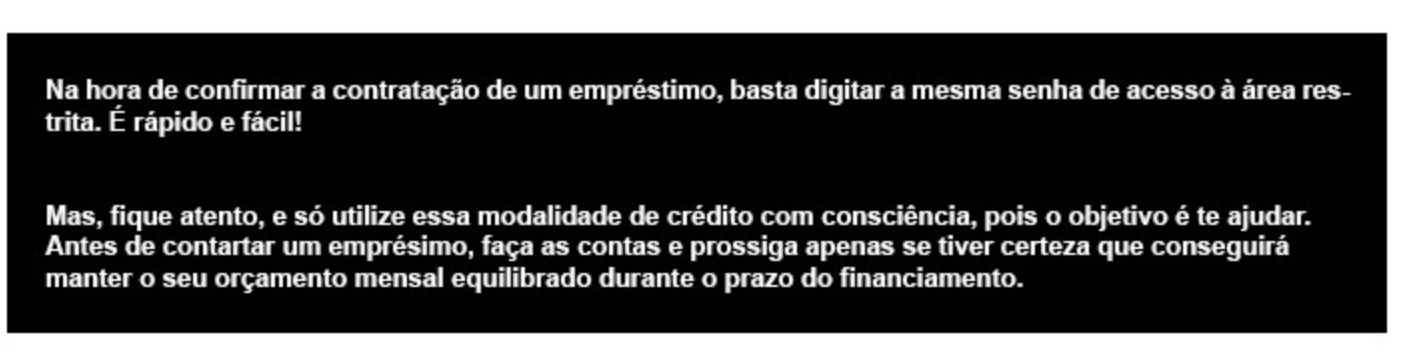 Na hora de confirmar a contratação de um empréstimo, basta digitar a mesma senha de acesso à área res-
trita. É rápido e fácil!
Mas, fique atento, e só utilize essa modalidade de crédito com consciência, pois o objetivo é te ajudar.
Antes de contartar um emprésimo, faça as contas e prossiga apenas se tiver certeza que conseguirá
manter o seu orçamento mensal equilibrado durante o prazo do financiamento.